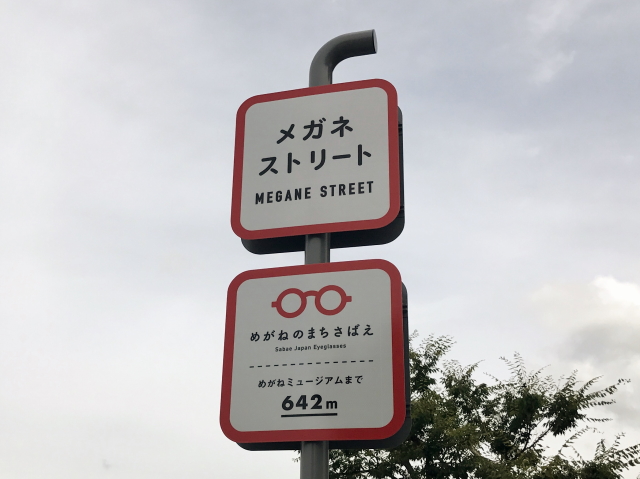 メガネ
ストリート
MEGANE STREET
めがねのまちさばえ
Sabae Japan Eyeglasses
めがねミュージアムまで
642m